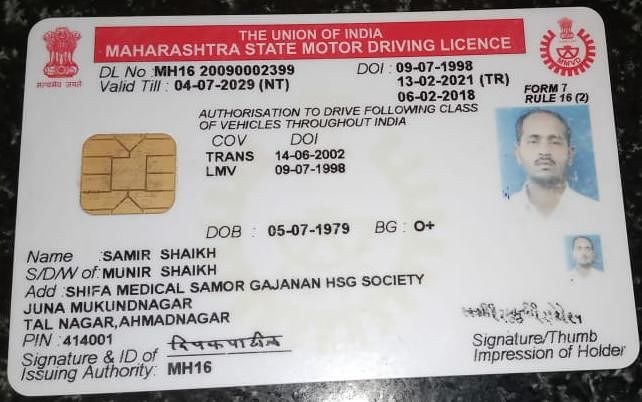 THE UNION OF INDIA
MAHARASHTRA STATE MOTOR DRIVING LICENCE
DL No :MH16 20090002399 DOI : 09-07-1998
Valid Till : 04-07-2029 (NT) 13-02-2021 (TR)
06-02-2018
FORM 7
RULE 16 (2)
AUTHORISATION TO DRIVE FOLLOWING CLASS
OF VEHICLES THROUGHOUT INDIA
COV DOI
TRANS 14-06-2002
LMV 09-07-1998
DOB : 05-07-1979 BG : O+
Name :SAMIR SHAIKH
S/D/W of:MUNIR SHAIKH
Add :SHIFA MEDICAL SAMOR GAJANAN HSG SOCIETY
JUNA MUKUNDNAGAR
TAL NAGAR,AHMADNAGAR
PIN :414001
Signature & ID of
Issuing Authority: MH16
Signature/Thumb
Impression of Holder
सत्यमेव जयते
MMVD